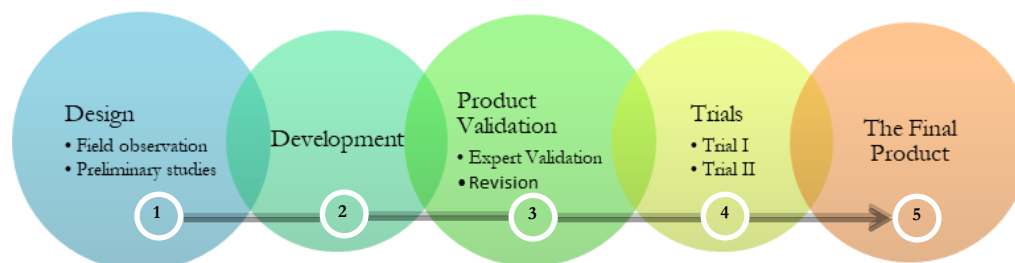 Design
• Field observation
• Preliminary studies
1
Development
2
Product
Validation
• Expert Validation
• Revision
3
Trials
• Trial I
• Trial II
4
The Final
Product
5